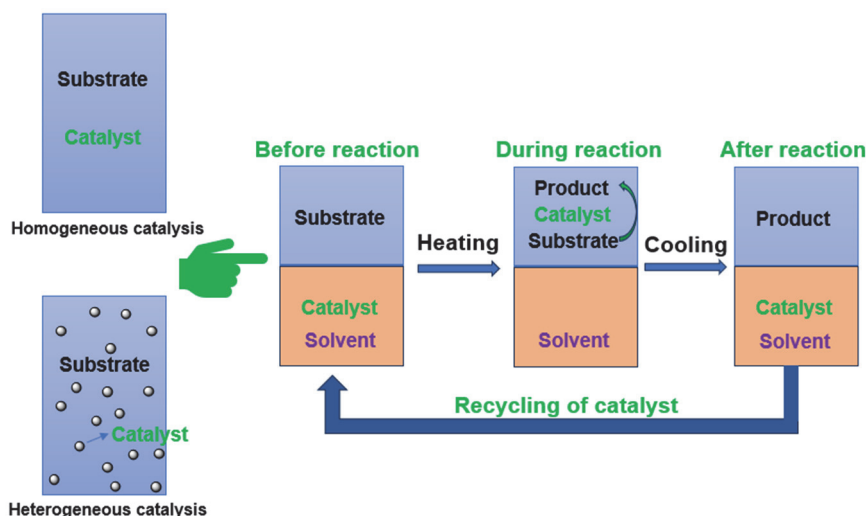 Substrate
Catalyst
Homogeneous catalysis
Substrate
Catalyst
Heterogeneous catalysis
Before reaction
Substrate
Catalyst
Solvent
Heating
During reaction
Product
Catalyst
Substrate
Solvent
Cooling
After reaction
Product
Catalyst
Solvent
Recycling of catalyst